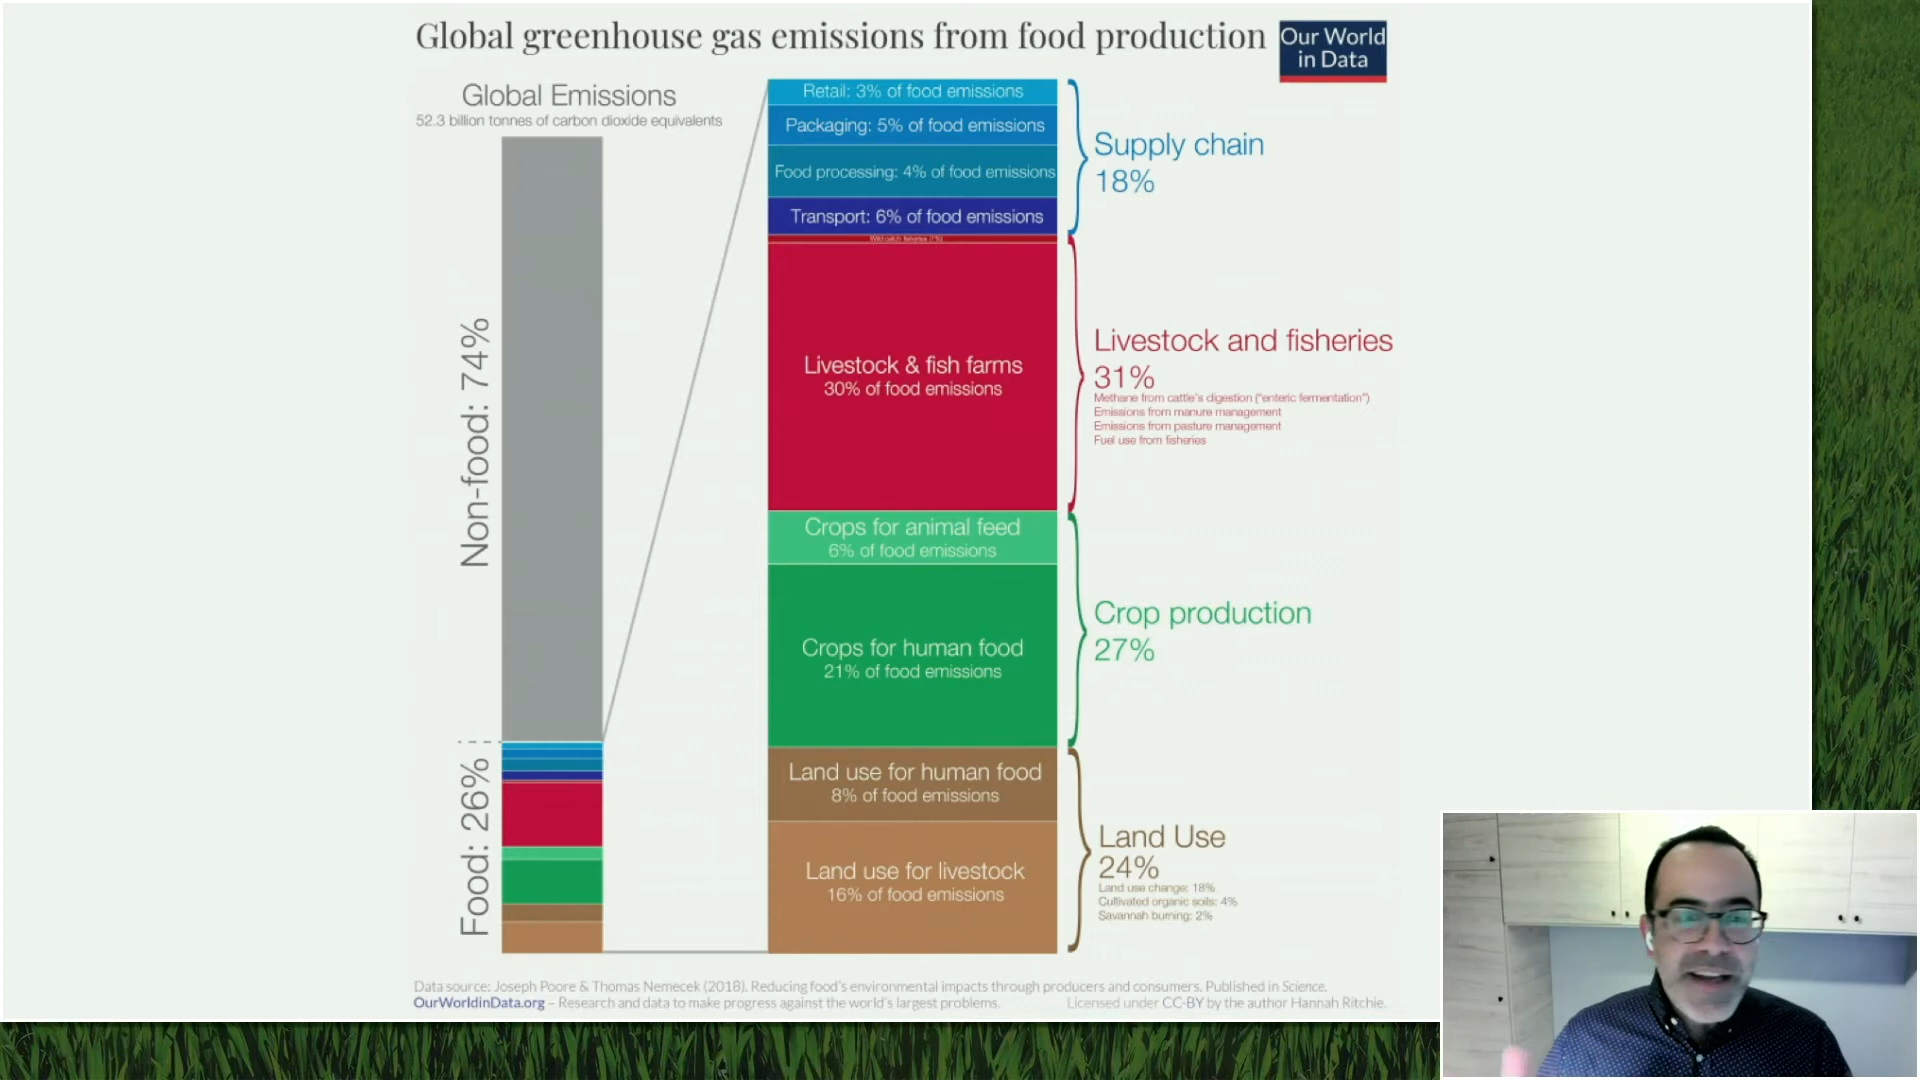 Global greenhouse gas emissions from food production
Our World
in Data
Global Emissions
52.3 billion tonnes of carbon dioxide equivalents
Non-food: 74%
Food: 26%
Retail: 3% of food emissions
Packaging: 5% of food emissions
Food processing: 4% of food emissions
Transport: 6% of food emissions
Wild catch fisheries (1%)
Livestock & fish farms
30% of food emissions
Crops for animal feed
6% of food emissions
Crops for human food
21% of food emissions
Land use for human food
8% of food emissions
Land use for livestock
16% of food emissions
Supply chain
18%
Livestock and fisheries
31%
Methane from cattle's digestion ("enteric fermentation")
Emissions from manure management
Emissions from pasture management
Fuel use from fisheries
Crop production
27%
Land Use
24%
Land use change: 18%
Cultivated organic soils: 4%
Savannah burning: 2%
Data source: Joseph Poore & Thomas Nemecek (2018). Reducing food's environmental impacts through producers and consumers. Published in Science.
OurWorldinData.org – Research and data to make progress against the world's largest problems.
Licensed under CC-BY by the author Hannah Ritchie.